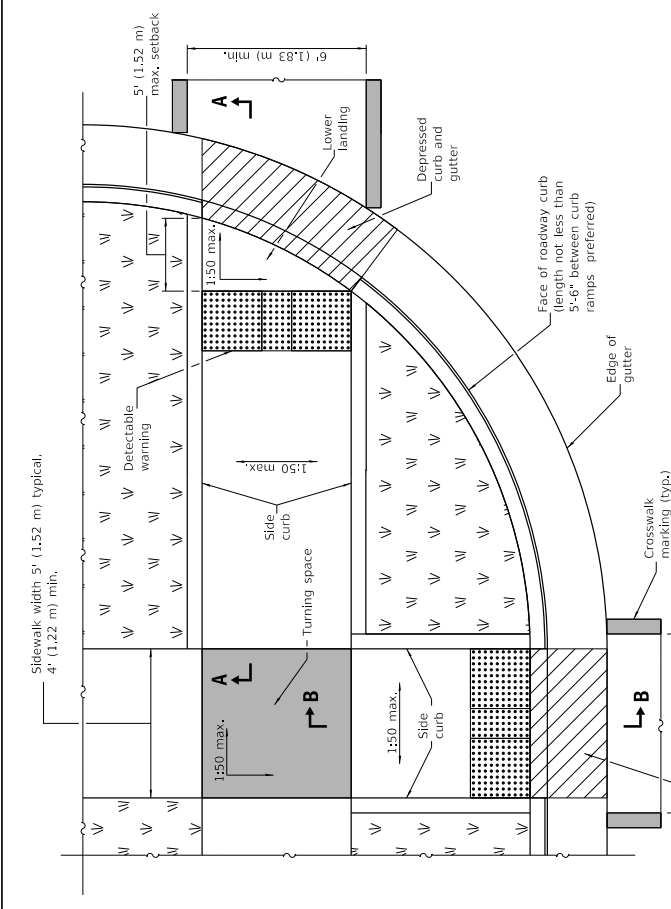 Sidewalk width 5' (1.52 m) typical,
4' (1.22 m) min.
5' (1.52 m)
max. setback
6' (1.83 m) min.
A
Lower
landing
Depressed
curb and
gutter
1:50 max.
Detectable
warning
1:50 max.
Side
curb
Face of roadway curb
(length not less than
5'-6" between curb
ramps preferred)
Edge of
gutter
Turning space
A
B
1:50 max.
1:50 max.
Side
curb
Crosswalk
marking (typ.)
B